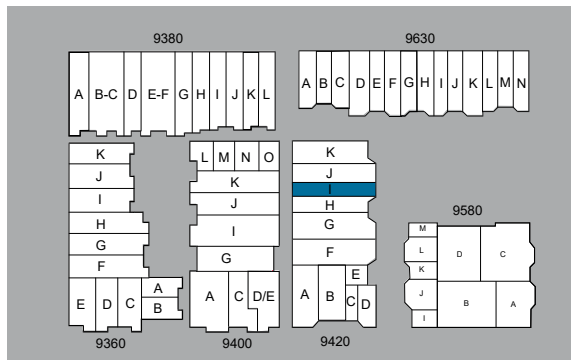 9380
A B-C D E-F G H I J K L
9630
A B C D E F G H I J K L M N
K
J
I
H
G
F
E D C
A
B
9360
L M N O
K
J
I
G
A C D/E
9400
K
J
I
H
G
F
E
A B C D
9420
9580
M
L
K
J
I
D C
B A